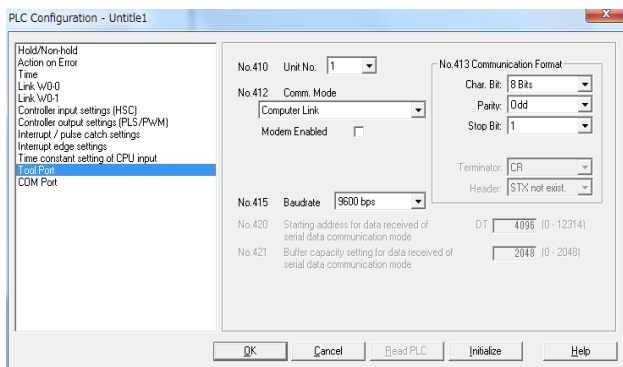 PLC Configuration - Untitle1
Hold/Non-hold
Action on Error
Time
Link W0-0
Link W0-1
Controller input settings (HSC)
Controller output settings (PLS/PWM)
Interrupt / pulse catch settings
Interrupt edge settings
Time constant setting of CPU input
Tool Port
COM Port
No.410 Unit No. 1
No.412 Comm. Mode
Computer Link
Modem Enabled
No.413 Communication Format
Char. Bit: 8 Bits
Parity: Odd
Stop Bit: 1
Terminator: CR
Header: STX not exist.
No.415 Baudrate 9600 bps
No.420 Starting address for data received of
serial data communication mode
DT 4096 (0 - 12314)
No.421 Buffer capacity setting for data received of
serial data communication mode
2048 (0 - 2048)
OK Cancel Read PLC Initialize Help